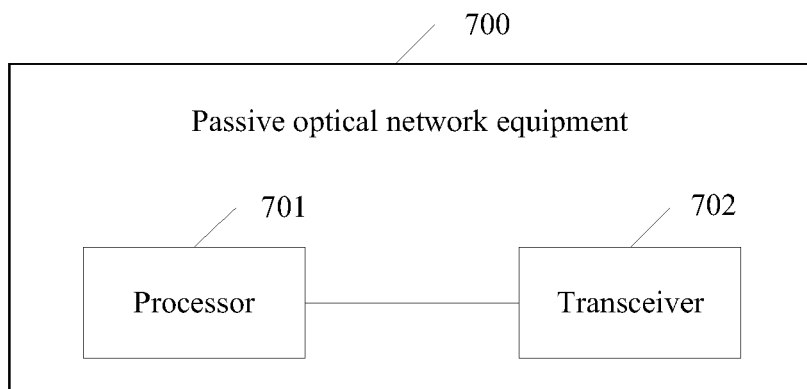 700
Passive optical network equipment
701
702
Processor
Transceiver